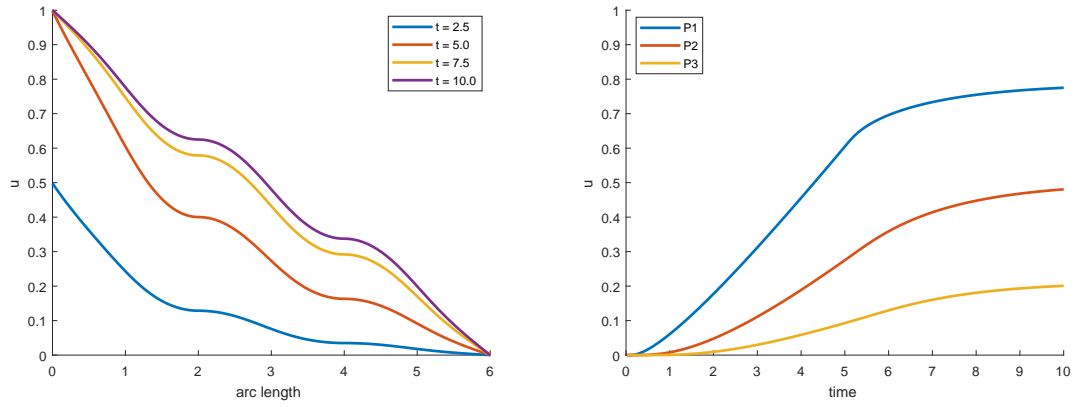 1
0.9
0.8
0.7
0.6
0.5
0.4
0.3
0.2
0.1
0
u
0 1 2 3 4 5 6
arc length
t = 2.5
t = 5.0
t = 7.5
t = 10.0
1
0.9
0.8
0.7
0.6
0.5
0.4
0.3
0.2
0.1
0
u
0 1 2 3 4 5 6 7 8 9 10
time
P1
P2
P3